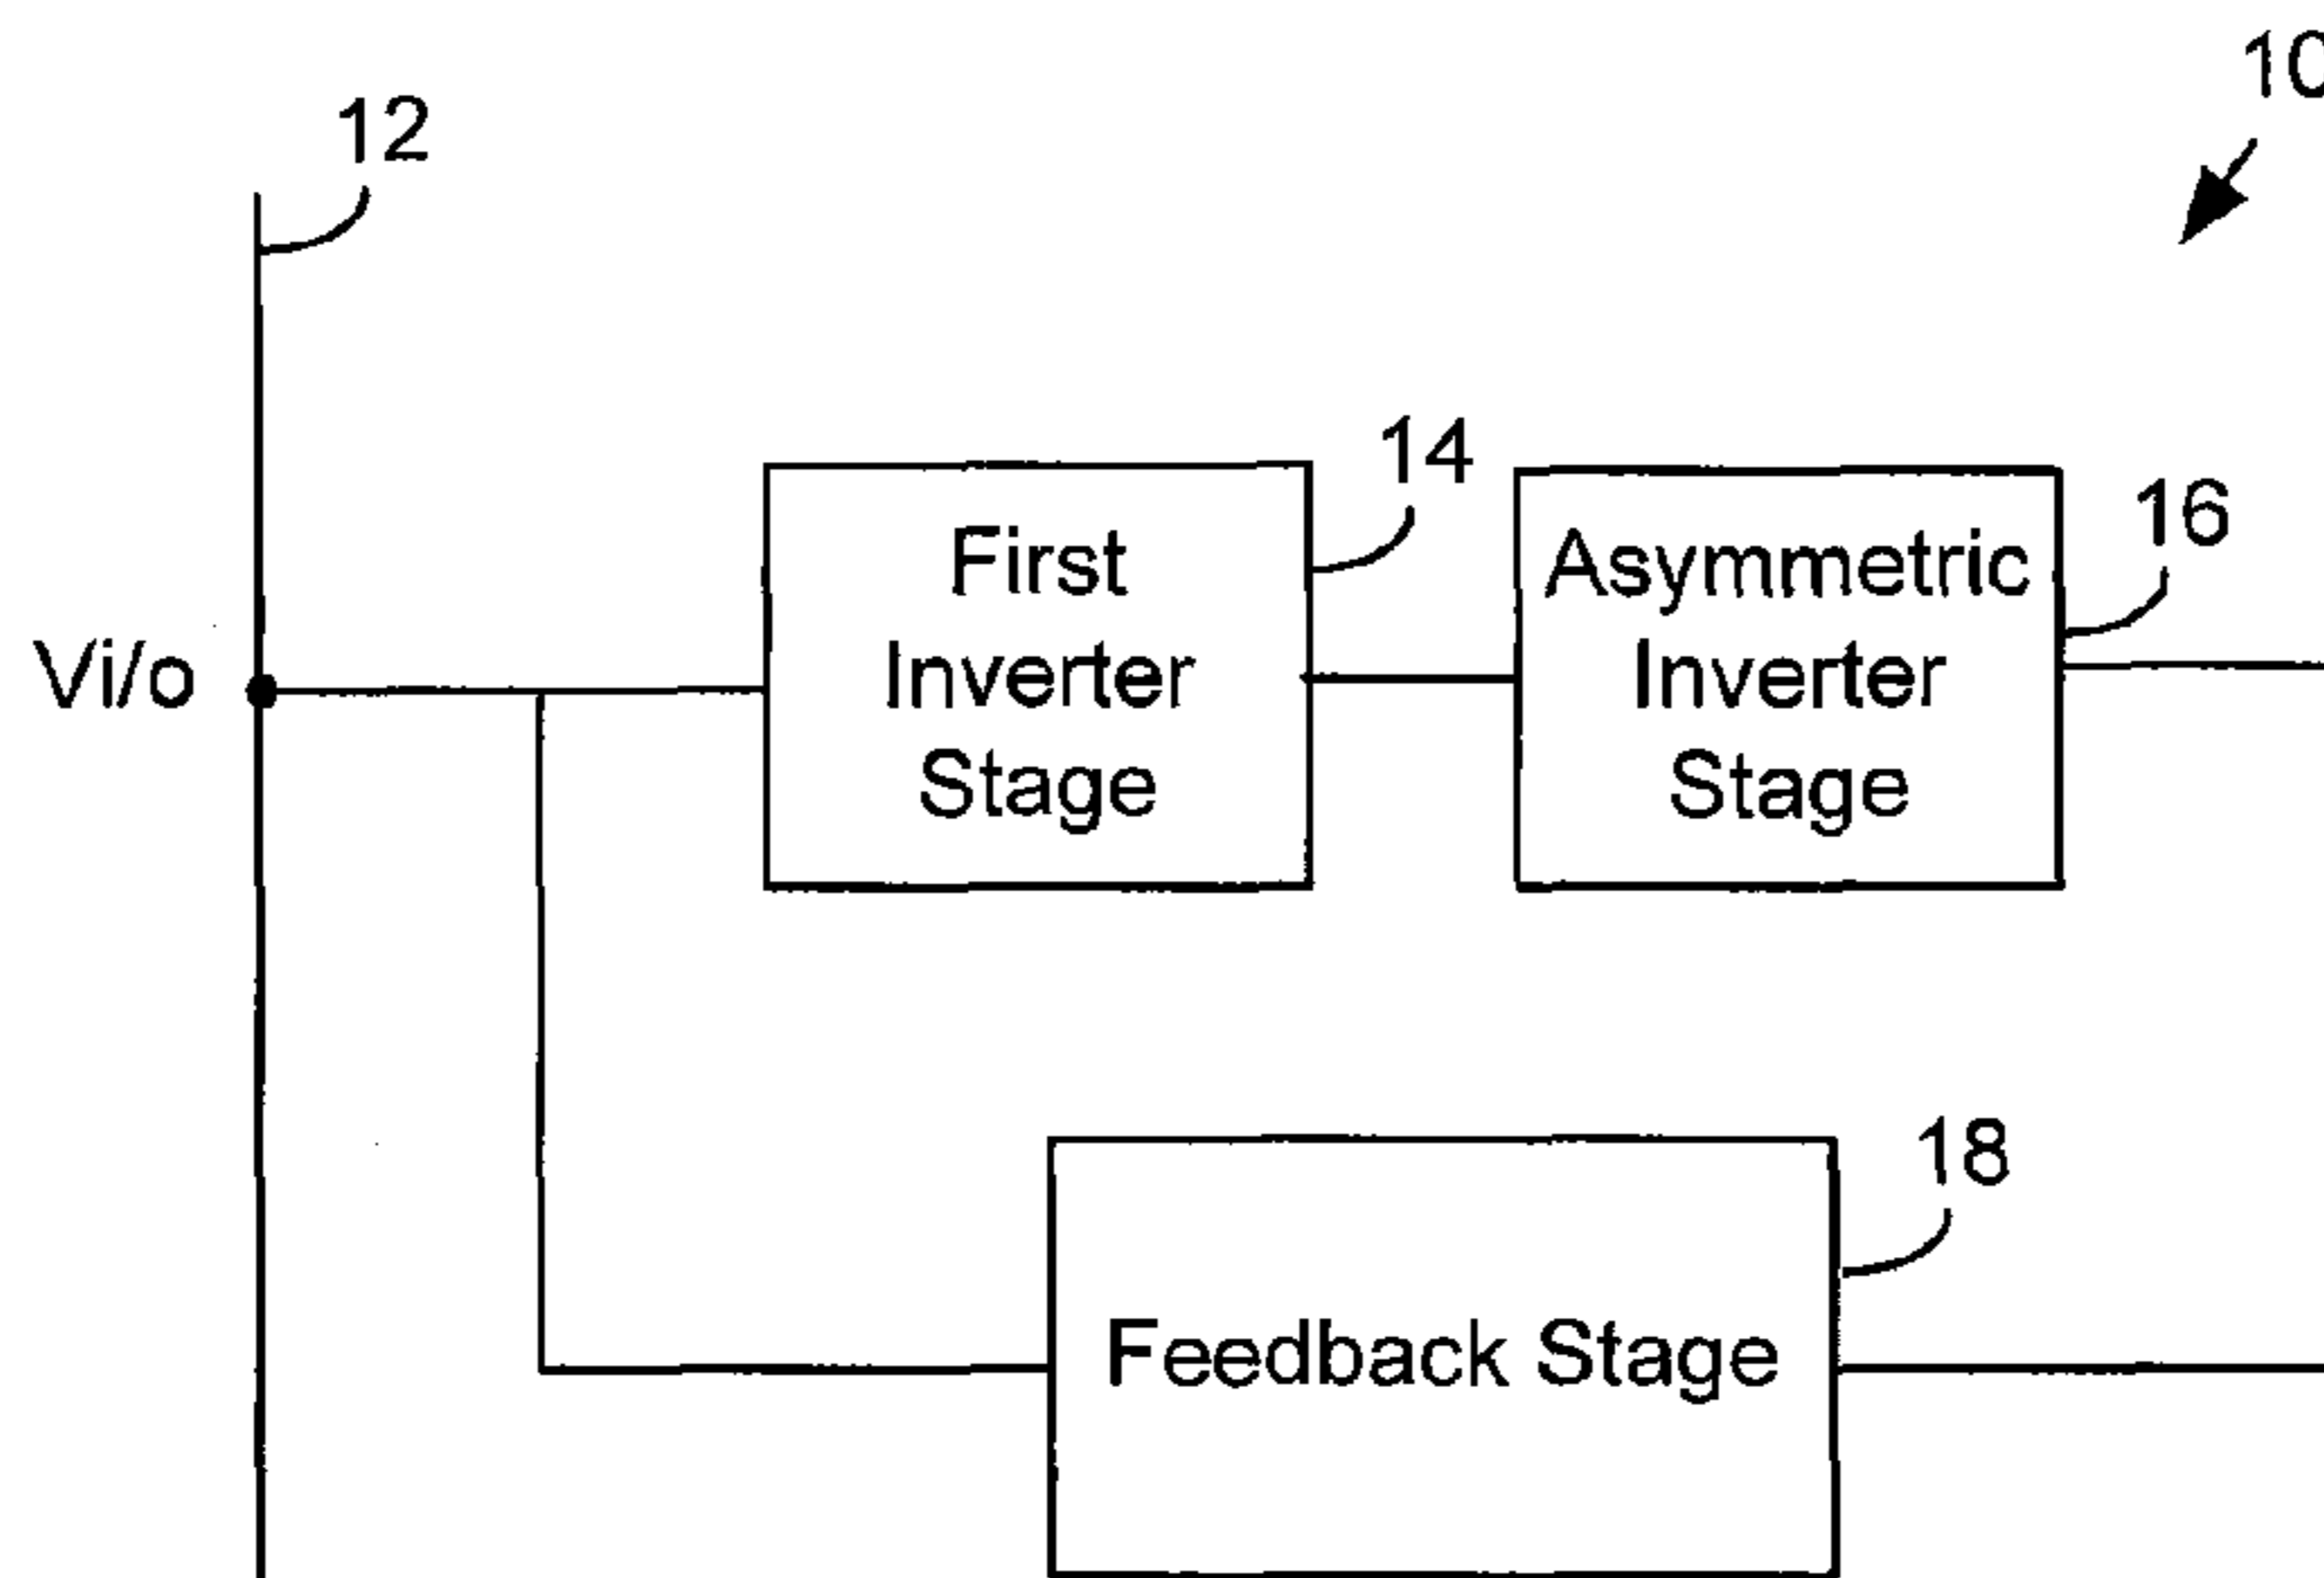 10
12
14
First
Inverter
Stage
16
Asymmetric
Inverter
Stage
Vi/o
18
Feedback Stage